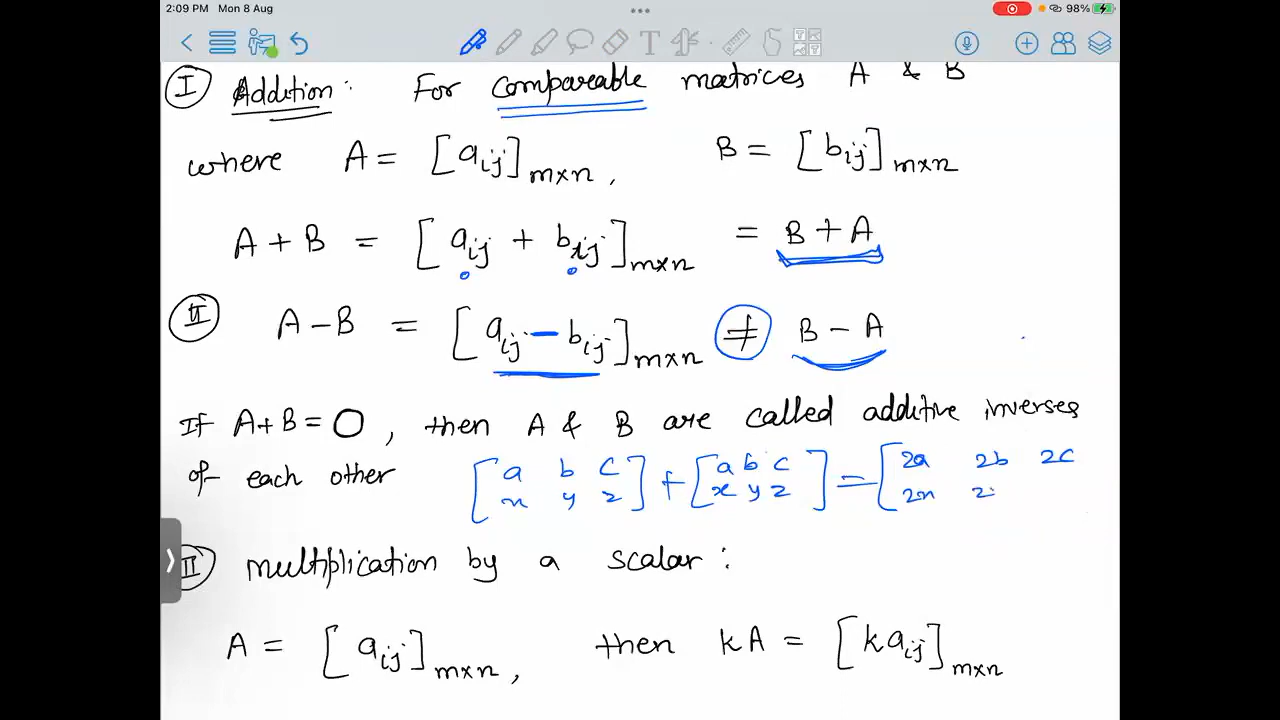 2:09 PM Mon 8 Aug 98%
I Addition: For comparable matrices A & B
where A = [aij]m×n, B = [bij]m×n
A + B = [aij + bij]m×n = B + A
II A - B = [aij - bij]m×n ≠ B - A
If A+B = O, then A & B are called additive inverses
of each other [a b c] + [a b c] = [2a 2b 2c
[x y z] [x y z] [2x 2
III multiplication by a scalar:
A = [aij]m×n, then kA = [kaij]m×n